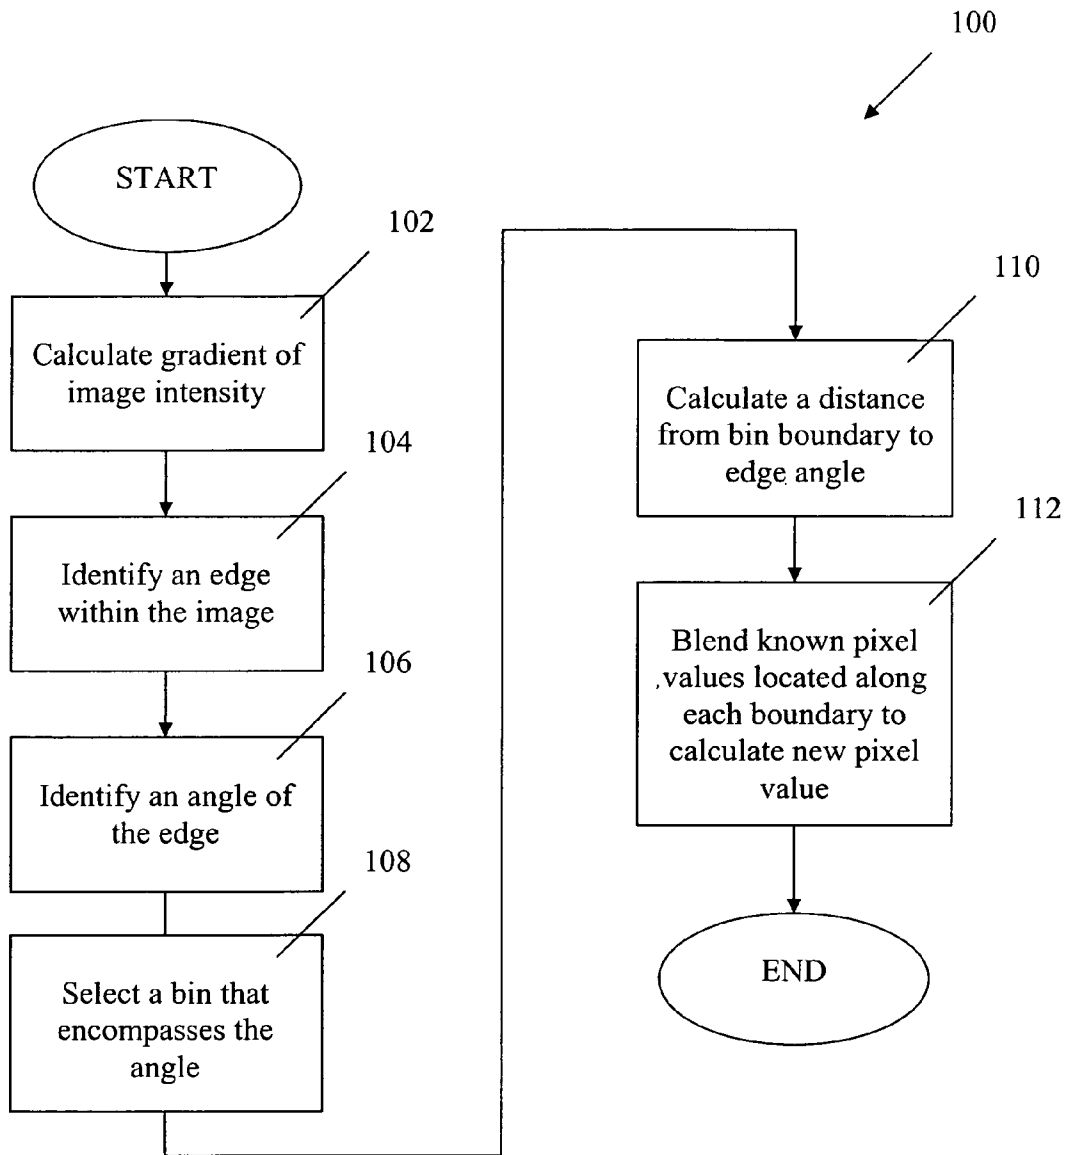 100
START
102
Calculate gradient of
image intensity
104
Identify an edge
within the image
106
Identify an angle of
the edge
108
Select a bin that
encompasses the
angle
110
Calculate a distance
from bin boundary to
edge angle
112
Blend known pixel
values located along
each boundary to
calculate new pixel
value
END